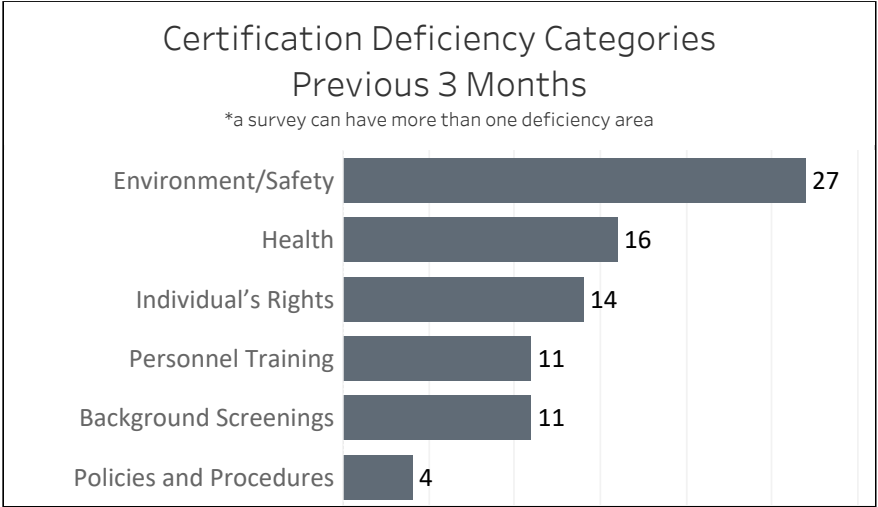 Certification Deficiency Categories
Previous 3 Months
*a survey can have more than one deficiency area
Environment/Safety 27
Health 16
Individual’s Rights 14
Personnel Training 11
Background Screenings 11
Policies and Procedures 4